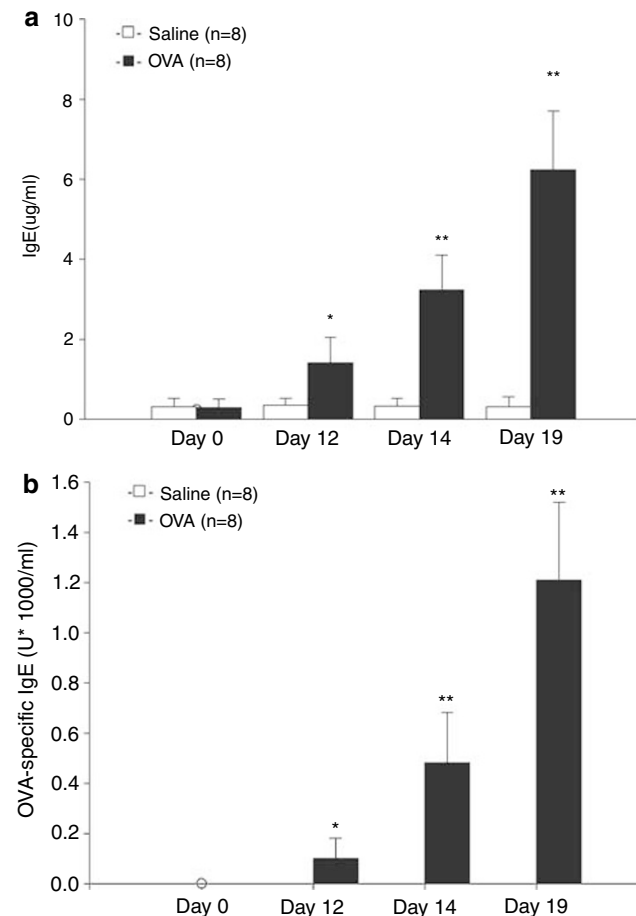 a
10
Saline (n=8)
OVA (n=8)
**
8
IgE(ug/ml)
6
**
4
*
2
0
Day 0 Day 12 Day 14 Day 19
b
1.6
Saline (n=8)
OVA (n=8)
**
1.4
1.2
OVA-specific IgE (U* 1000/ml)
1.0
0.8
**
0.6
0.4
*
0.2
0.0
Day 0 Day 12 Day 14 Day 19